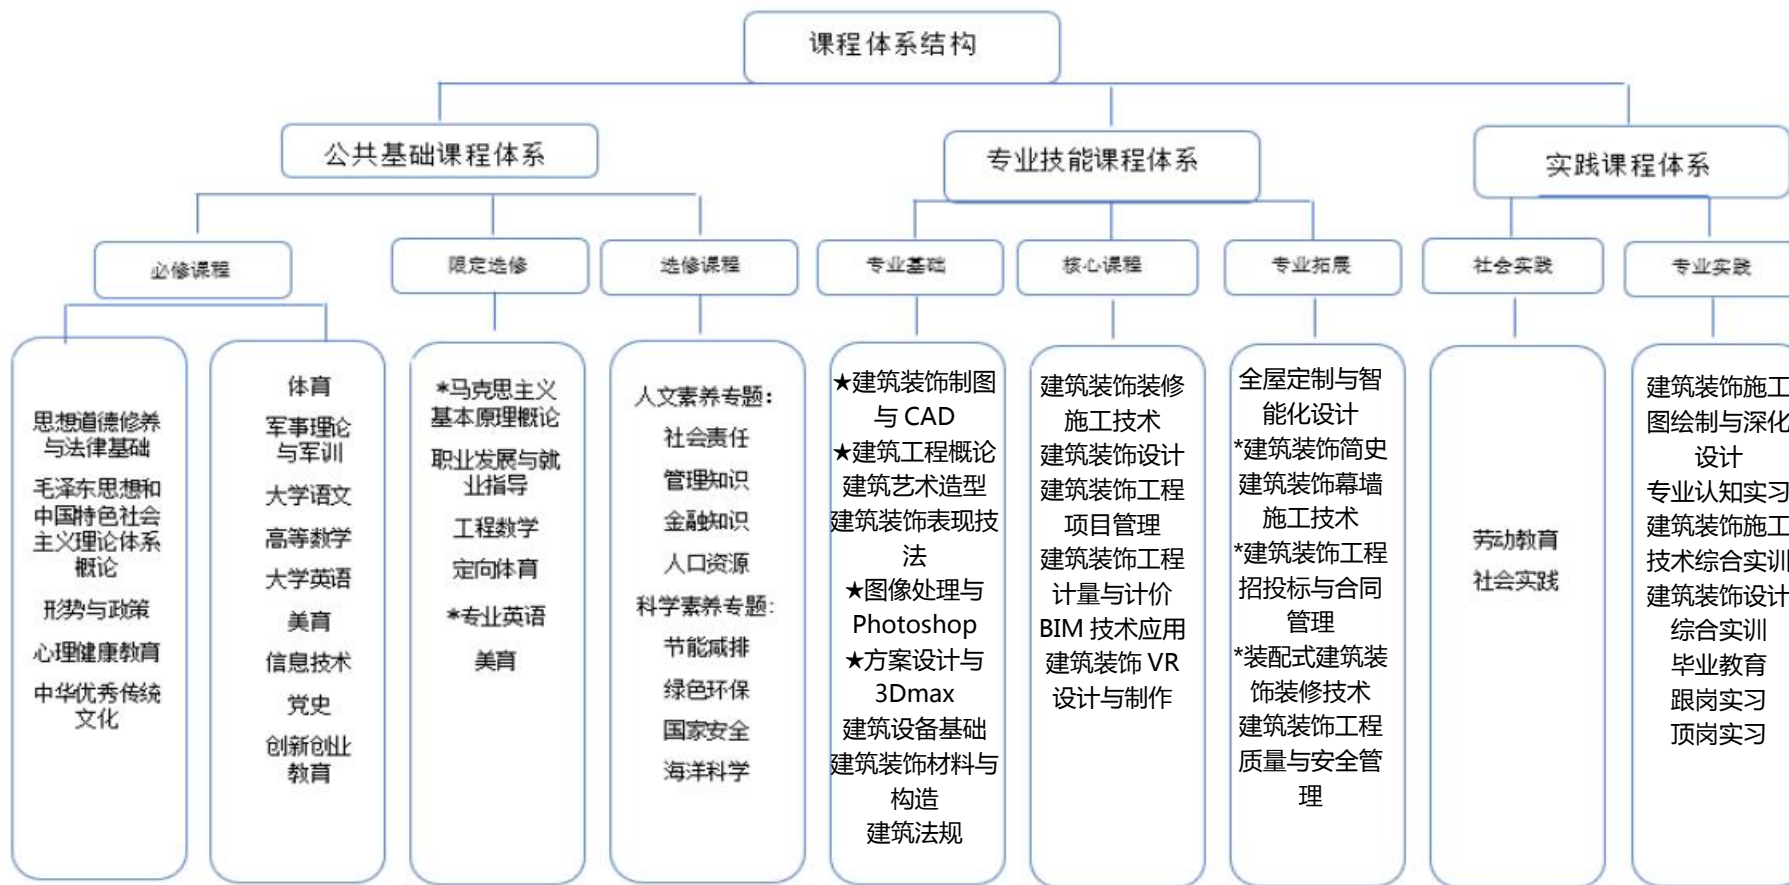 课程体系结构
公共基础课程体系
专业技能课程体系
实践课程体系
必修课程
限定选修
选修课程
专业基础
核心课程
专业拓展
社会实践
专业实践
思想道德修养
与法律基础
毛泽东思想和
中国特色社会
主义理论体系
概论
形势与政策
心理健康教育
中华优秀传统
文化
体育
军事理论
与军训
大学语文
高等数学
大学英语
美育
信息技术
党史
创新创业
教育
*马克思主义
基本原理概论
职业发展与就
业指导
工程数学
定向体育
*专业英语
美育
人文素养专题：
社会责任
管理知识
金融知识
人口资源
科学素养专题：
节能减排
绿色环保
国家安全
海洋科学
★建筑装饰制图
与 CAD
★建筑工程概论
建筑艺术造型
建筑装饰表现技
法
★图像处理与
Photoshop
★方案设计与
3Dmax
建筑设备基础
建筑装饰材料与
构造
建筑法规
建筑装饰装修
施工技术
建筑装饰设计
建筑装饰工程
项目管理
建筑装饰工程
计量与计价
BIM 技术应用
建筑装饰 VR
设计与制作
全屋定制与智
能化设计
*建筑装饰简史
建筑装饰幕墙
施工技术
*建筑装饰工程
招投标与合同
管理
*装配式建筑装
饰装修技术
建筑装饰工程
质量与安全管
理
劳动教育
社会实践
建筑装饰施工
图绘制与深化
设计
专业认知实习
建筑装饰施工
技术综合实训
建筑装饰设计
综合实训
毕业教育
跟岗实习
顶岗实习